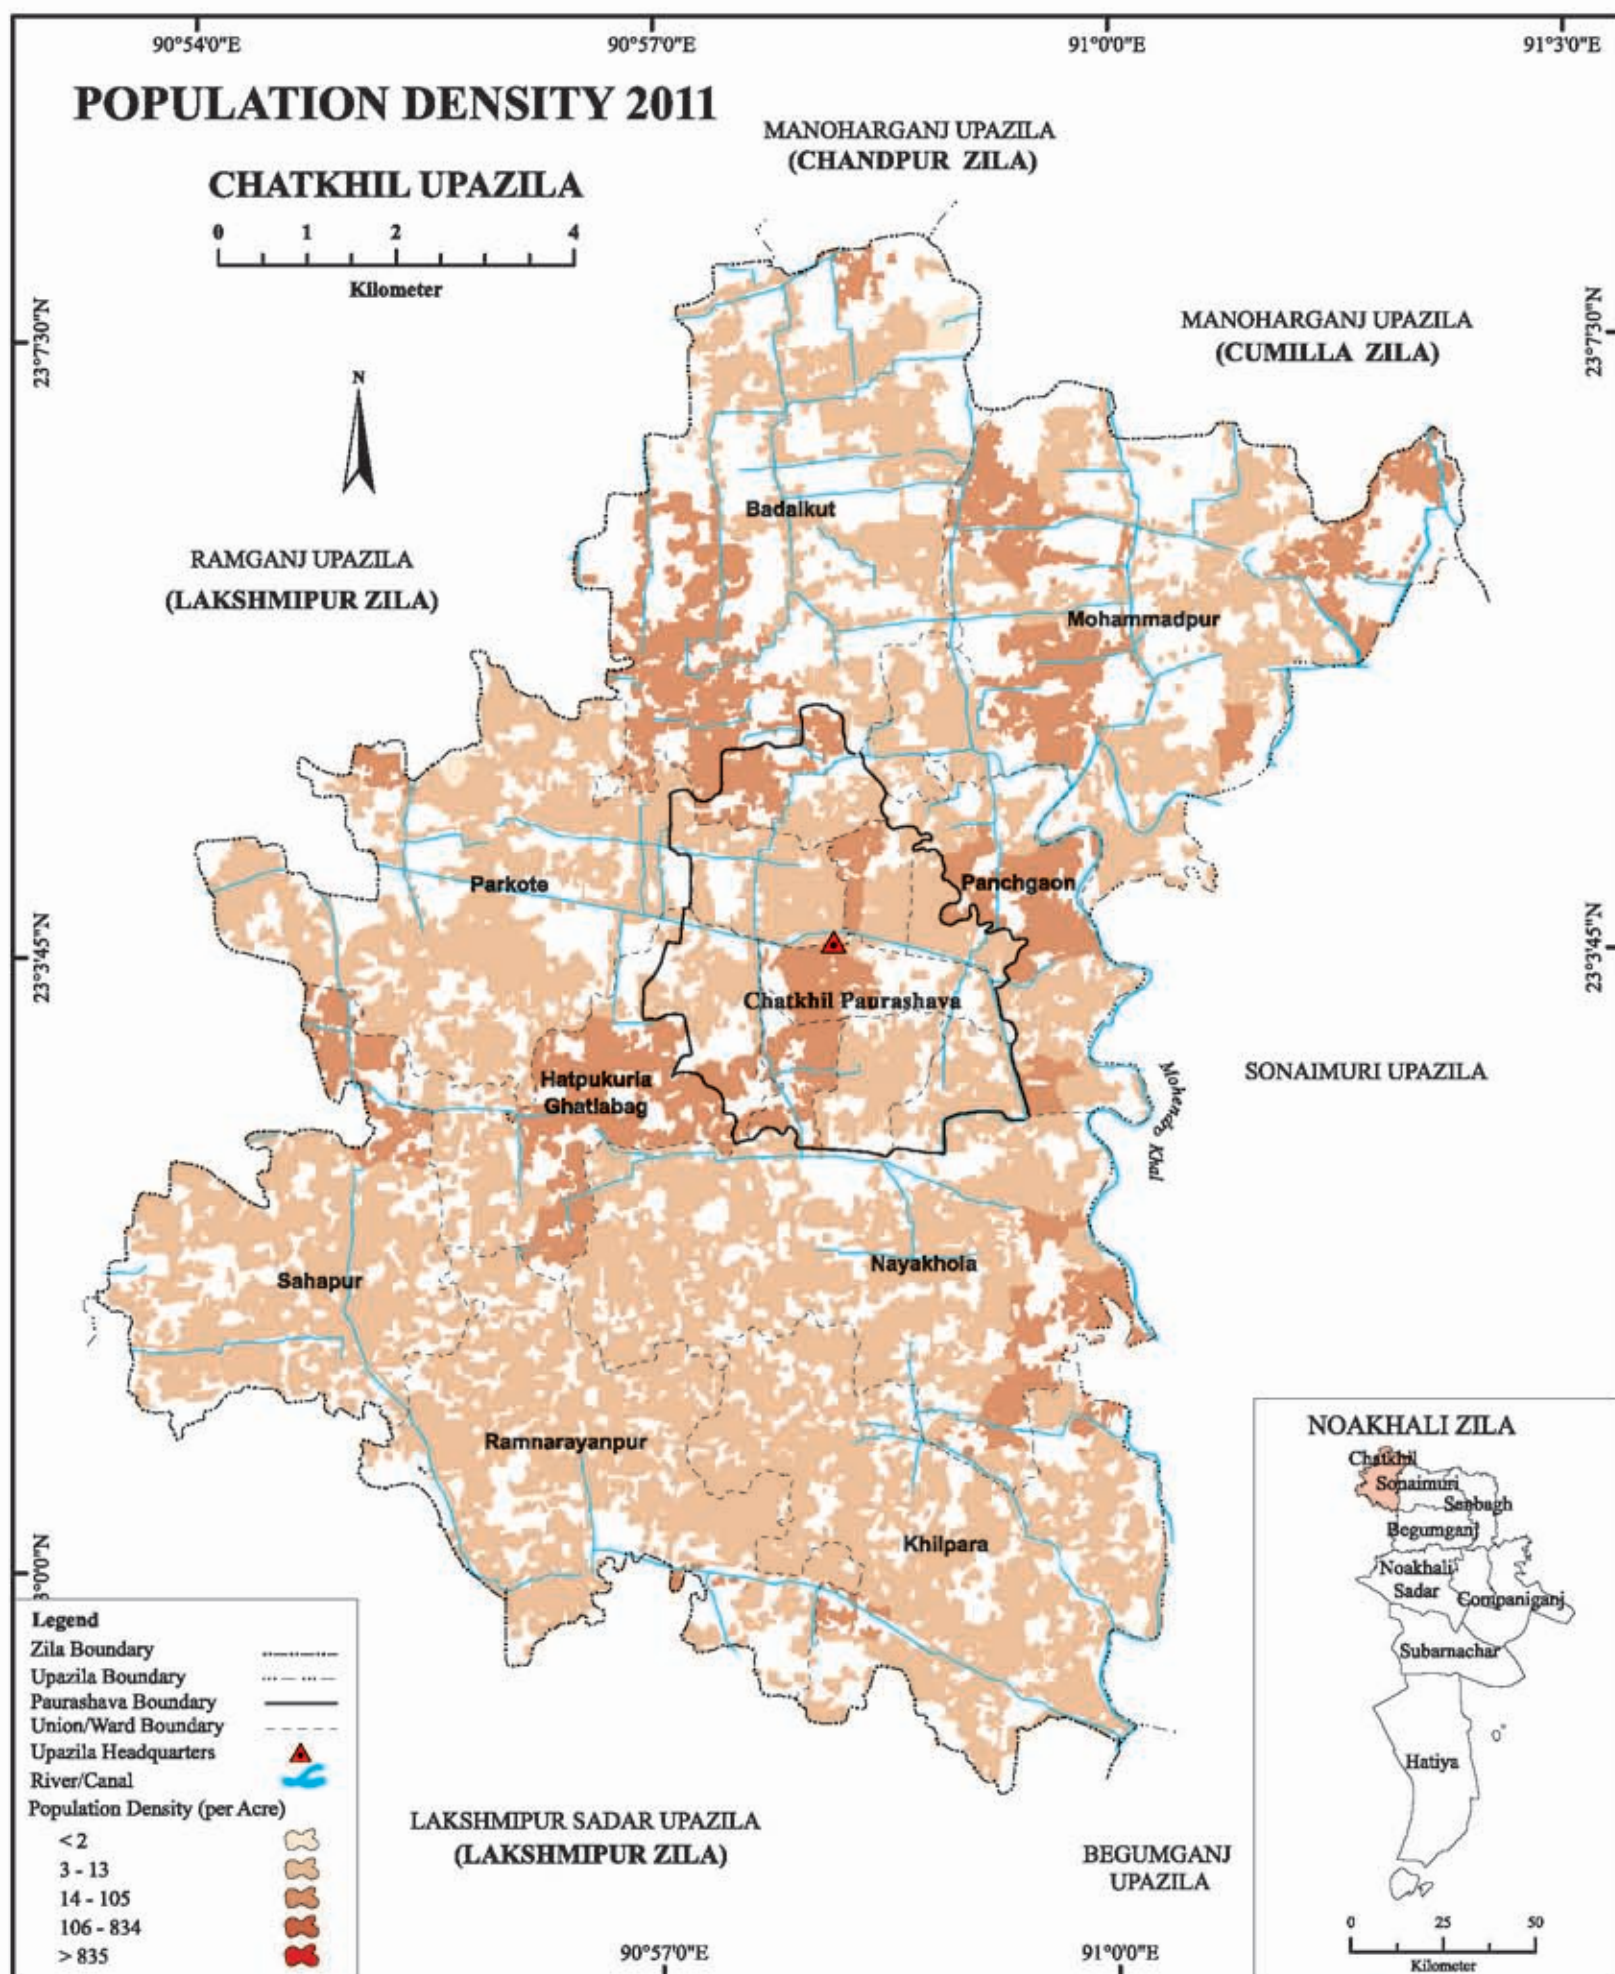 90°54'0"E
90°57'0"E
91°0'0"E
91°3'0"E
POPULATION DENSITY 2011
CHATKHIL UPAZILA
0 1 2 4
Kilometer
MANOHARGANJ UPAZILA
(CHANDPUR ZILA)
MANOHARGANJ UPAZILA
(CUMILLA ZILA)
23°7'30"N
23°7'30"N
N
RAMGANJ UPAZILA
(LAKSHMIPUR ZILA)
Badalkut
Mohammadpur
Parkote
Panchgaon
23°3'45"N
23°3'45"N
Chatkhil Paurashava
Hatpukuria
Ghatlabag
SONAIMURI UPAZILA
Mohendro Khal
Sahapur
Nayakhola
Ramnarayanpur
Khilpara
3°0'0"N
Legend
Zila Boundary
Upazila Boundary
Paurashava Boundary
Union/Ward Boundary
Upazila Headquarters
River/Canal
Population Density (per Acre)
< 2
3 - 13
14 - 105
106 - 834
> 835
LAKSHMIPUR SADAR UPAZILA
(LAKSHMIPUR ZILA)
BEGUMGANJ
UPAZILA
90°57'0"E
91°0'0"E
NOAKHALI ZILA
Chatkhil
Sonaimuri
Senbagh
Begumganj
Noakhali
Sadar
Companiganj
Subarnachar
Hatiya
0 25 50
Kilometer